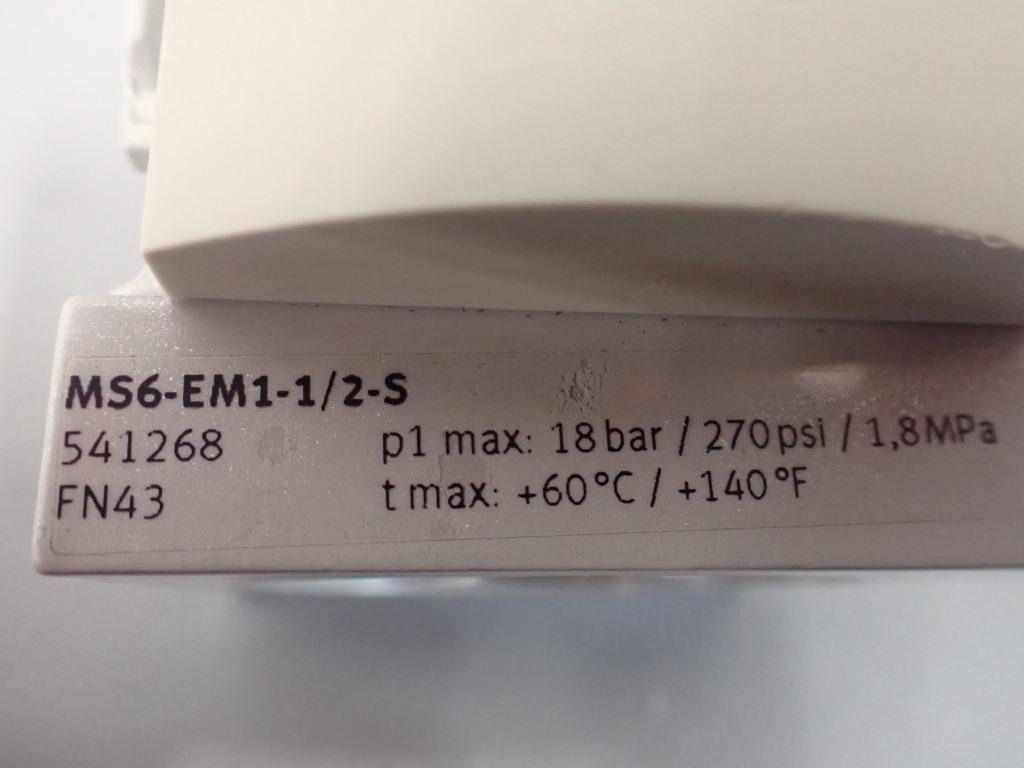 MS6-EM1-1/2-S
541268 p1 max: 18 bar / 270 psi / 1,8 MPa
FN43 t max: +60 °C / +140 °F